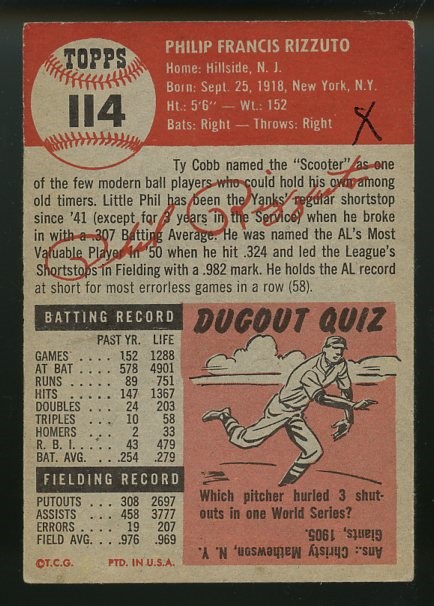 TOPPS
114
PHILIP FRANCIS RIZZUTO
Home: Hillside, N. J.
Born: Sept. 25, 1918, New York, N.Y.
Ht.: 5'6" — Wt.: 152
Bats: Right — Throws: Right
X
Ty Cobb named the "Scooter" as one
of the few modern ball players who could hold his own among
old timers. Little Phil has been the Yanks' regular shortstop
since '41 (except for 3 years in the Service) when he broke
in with a .307 Batting Average. He was named the AL's Most
Valuable Player in '50 when he hit .324 and led the League's
Shortstops in Fielding with a .982 mark. He holds the AL record
at short for most errorless games in a row (58).
Phil Rizzuto
BATTING RECORD
PAST YR. LIFE
GAMES . . . . 152 1288
AT BAT . . . . 578 4901
RUNS . . . . . 89 751
HITS . . . . . 147 1367
DOUBLES . . . 24 203
TRIPLES . . . . 10 58
HOMERS . . . . 2 33
R. B. I. . . . . . 43 479
BAT. AVG. . . . .254 .279
FIELDING RECORD
PUTOUTS . . . 308 2697
ASSISTS . . . . 458 3777
ERRORS . . . . 19 207
FIELD AVG. . . .976 .969
©T.C.G. PTD. IN U.S.A.
DUGOUT QUIZ
Which pitcher hurled 3 shut-
outs in one World Series?
Ans.: Christy Mathewson, N. Y.
Giants, 1905.